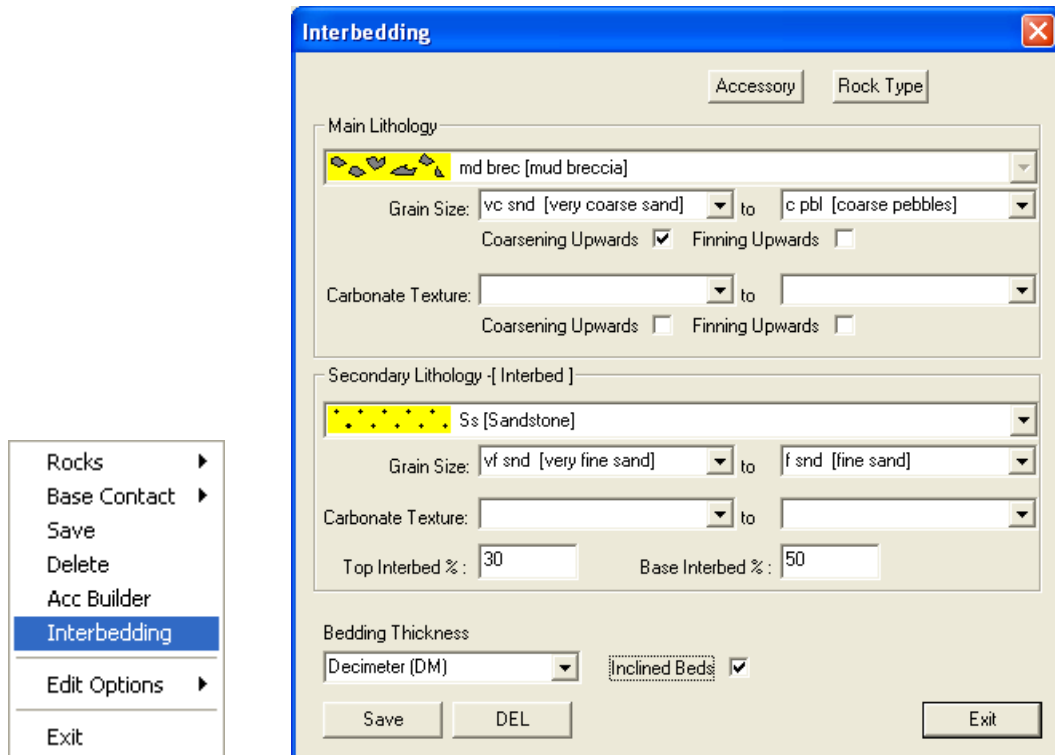 Rocks
Base Contact
Save
Delete
Acc Builder
Interbedding
Edit Options
Exit
Interbedding
Accessory Rock Type
Main Lithology
md brec [mud breccia]
Grain Size: vc snd [very coarse sand] to c pbl [coarse pebbles]
Coarsening Upwards Finning Upwards
Carbonate Texture: to
Coarsening Upwards Finning Upwards
Secondary Lithology -[ Interbed ]
Ss [Sandstone]
Grain Size: vf snd [very fine sand] to f snd [fine sand]
Carbonate Texture: to
Top Interbed % : 30 Base Interbed % : 50
Bedding Thickness
Decimeter (DM) Inclined Beds
Save DEL Exit